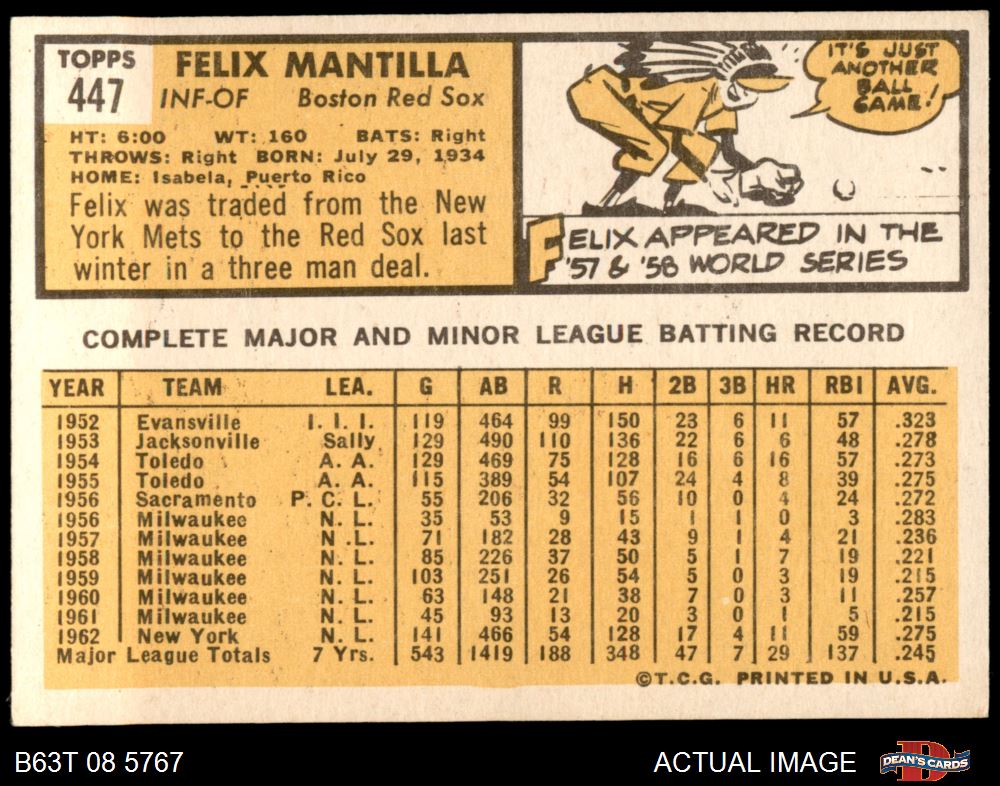 TOPPS
447
FELIX MANTILLA
INF-OF Boston Red Sox
HT: 6:00 WT: 160 BATS: Right
THROWS: Right BORN: July 29, 1934
HOME: Isabela, Puerto Rico
Felix was traded from the New
York Mets to the Red Sox last
winter in a three man deal.
IT'S JUST
ANOTHER
BALL
GAME!
FELIX APPEARED IN THE
'57 & '58 WORLD SERIES
COMPLETE MAJOR AND MINOR LEAGUE BATTING RECORD
YEAR TEAM LEA. G AB R H 2B 3B HR RBI AVG.
1952 Evansville I. I. I. 119 464 99 150 23 6 11 57 .323
1953 Jacksonville Sally 129 490 110 136 22 6 6 48 .278
1954 Toledo A. A. 129 469 75 128 16 6 16 57 .273
1955 Toledo A. A. 115 389 54 107 24 4 8 39 .275
1956 Sacramento P. C. L. 55 206 32 56 10 0 4 24 .272
1956 Milwaukee N. L. 35 53 9 15 1 1 0 3 .283
1957 Milwaukee N .L. 71 182 28 43 9 1 4 21 .236
1958 Milwaukee N. L. 85 226 37 50 5 1 7 19 .221
1959 Milwaukee N. L. 103 251 26 54 5 0 3 19 .215
1960 Milwaukee N. L. 63 148 21 38 7 0 3 11 .257
1961 Milwaukee N. L. 45 93 13 20 3 0 1 5 .215
1962 New York N. L. 141 466 54 128 17 4 11 59 .275
Major League Totals 7 Yrs. 543 1419 188 348 47 7 29 137 .245
©T.C.G. PRINTED IN U.S.A.
B63T 08 5767
ACTUAL IMAGE
D
DEAN'S CARDS